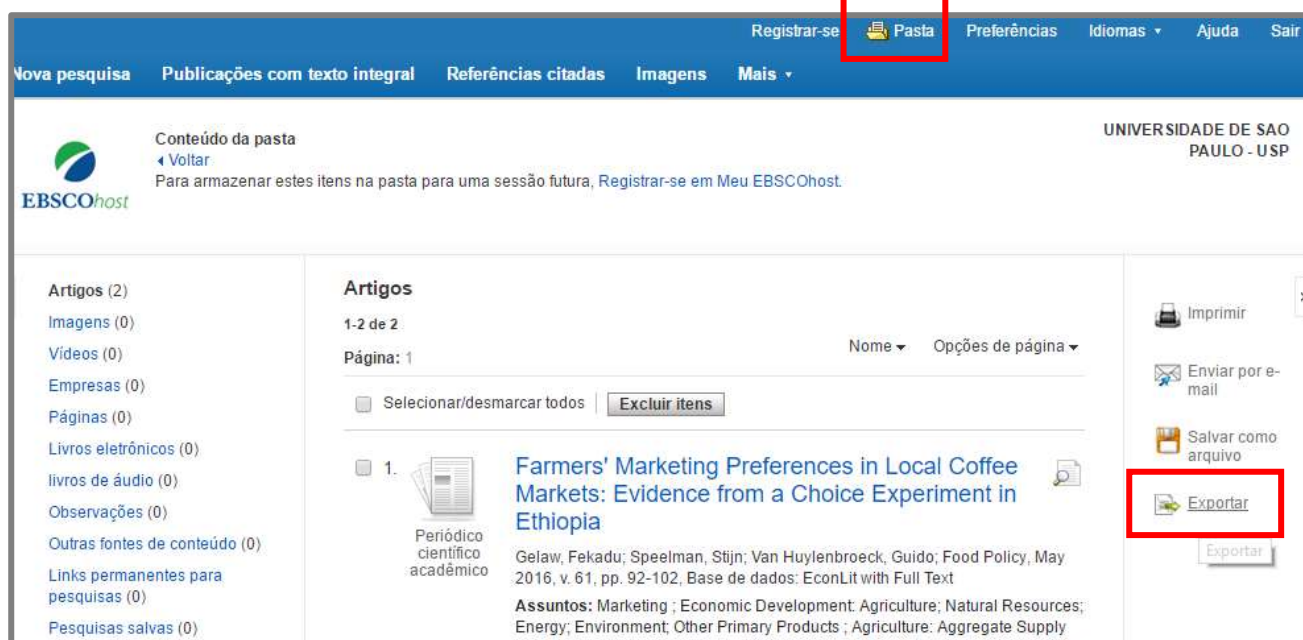 Registrar-se Pasta Preferências Idiomas Ajuda Sair
Nova pesquisa Publicações com texto integral Referências citadas Imagens Mais
Conteúdo da pasta
Voltar
Para armazenar estes itens na pasta para uma sessão futura, Registrar-se em Meu EBSCOhost.
UNIVERSIDADE DE SAO
PAULO - USP
EBSCOhost
Artigos (2)
Imagens (0)
Vídeos (0)
Empresas (0)
Páginas (0)
Livros eletrônicos (0)
livros de áudio (0)
Observações (0)
Outras fontes de conteúdo (0)
Links permanentes para
pesquisas (0)
Pesquisas salvas (0)
Artigos
1-2 de 2
Página: 1
Nome Opções de página
Selecionar/desmarcar todos Excluir itens
1.
Periódico
científico
acadêmico
Farmers' Marketing Preferences in Local Coffee
Markets: Evidence from a Choice Experiment in
Ethiopia
Gelaw, Fekadu; Speelman, Stijn; Van Huylenbroeck, Guido; Food Policy, May
2016, v. 61, pp. 92-102, Base de dados: EconLit with Full Text
Assuntos: Marketing ; Economic Development: Agriculture; Natural Resources;
Energy; Environment; Other Primary Products ; Agriculture: Aggregate Supply
Imprimir
Enviar por e-
mail
Salvar como
arquivo
Exportar
Exportar